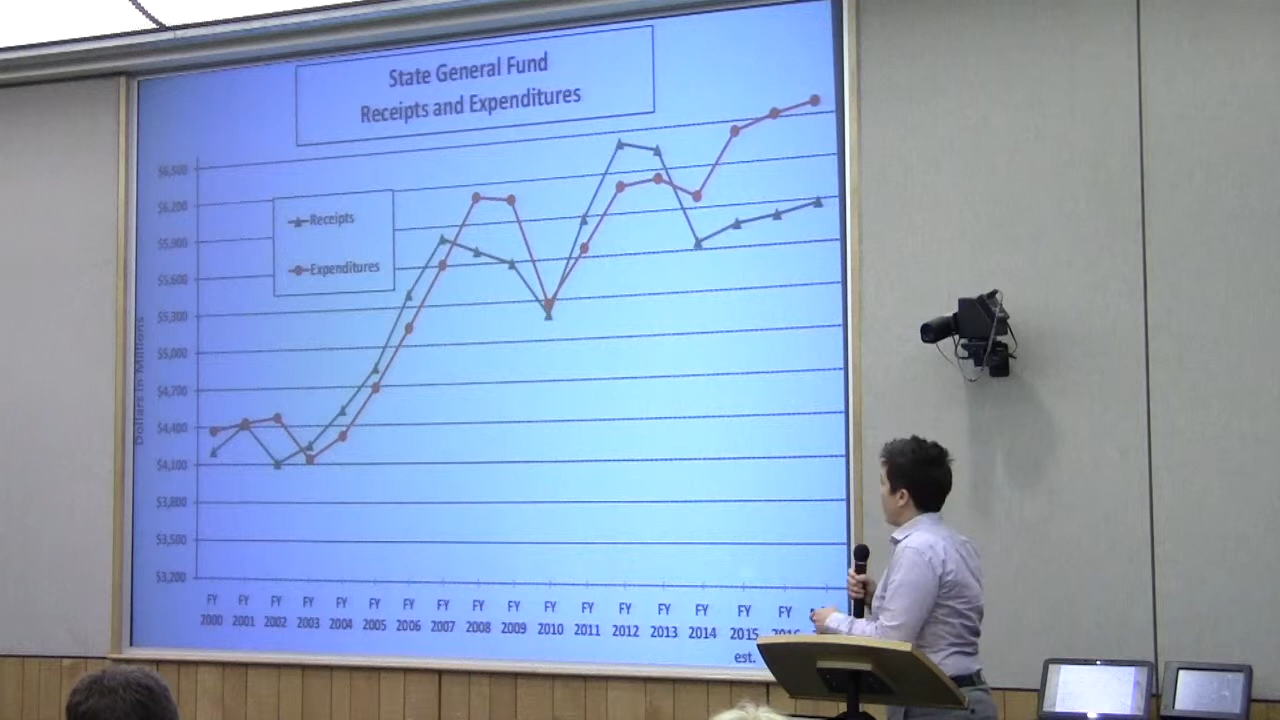 State General Fund
Receipts and Expenditures
$6,500
$6,200
$5,900
$5,600
$5,300
$5,000
$4,700
$4,400
$4,100
$3,800
$3,500
$3,200
Dollars in Millions
Receipts
Expenditures
FY FY FY FY FY FY FY FY FY FY FY FY FY FY FY FY FY
2000 2001 2002 2003 2004 2005 2006 2007 2008 2009 2010 2011 2012 2013 2014 2015 2016
est.